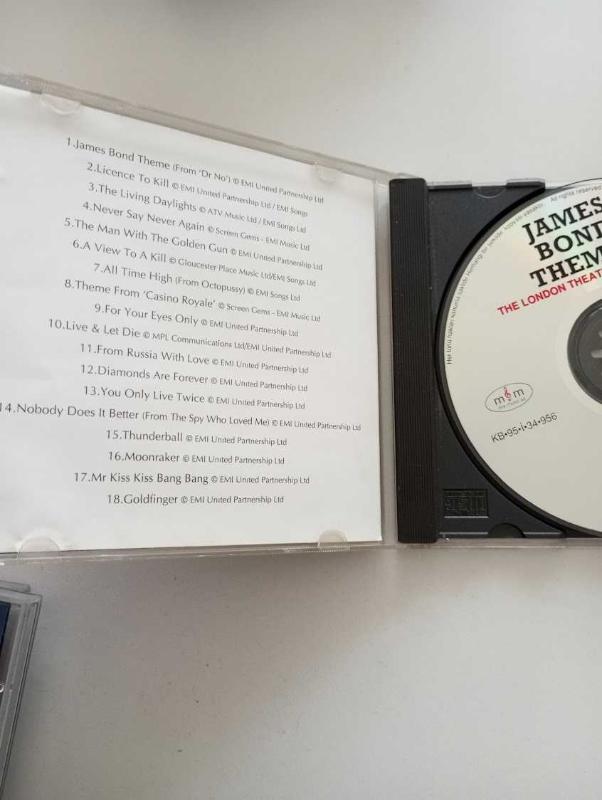 1.James Bond Theme (From 'Dr No') © EMI United Partnership Ltd
2.Licence To Kill © EMI United Partnership Ltd / EMI Songs
3.The Living Daylights © ATV Music Ltd / EMI Songs Ltd
4.Never Say Never Again © Screen Gems - EMI Music Ltd
5.The Man With The Golden Gun © EMI United Partnership Ltd
6.A View To A Kill © Gloucester Place Music Ltd/EMI Songs Ltd
7.All Time High (From Octopussy) © EMI Songs Ltd
8.Theme From 'Casino Royale' © Screen Gems - EMI Music Ltd
9.For Your Eyes Only © EMI United Partnership Ltd
10.Live & Let Die © MPL Communications Ltd/EMI United Partnership Ltd
11.From Russia With Love © EMI United Partnership Ltd
12.Diamonds Are Forever © EMI United Partnership Ltd
13.You Only Live Twice © EMI United Partnership Ltd
14.Nobody Does It Better (From The Spy Who Loved Me) © EMI United Partnership Ltd
15.Thunderball © EMI United Partnership Ltd
16.Moonraker © EMI United Partnership Ltd
17.Mr Kiss Kiss Bang Bang © EMI United Partnership Ltd
18.Goldfinger © EMI United Partnership Ltd
All rights reserved
JAMES
BOND
THEM
THE LONDON THEAT
m m
KB•95•İ•34•956